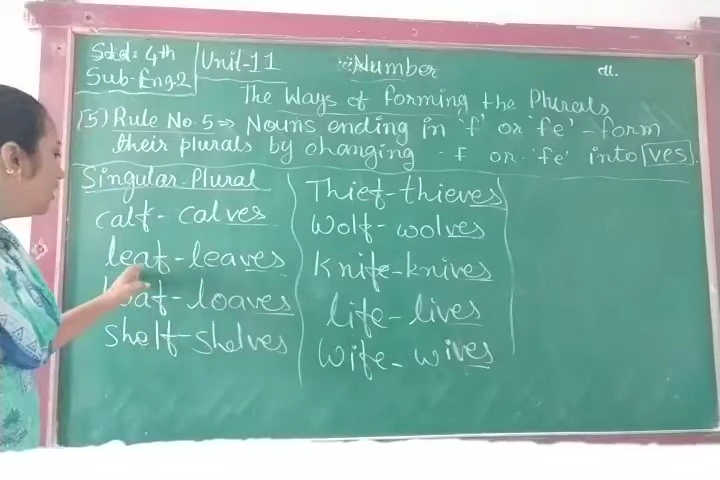 Std: 4th
Sub-Eng2
Unit-11
Number
The Ways of forming the Plurals
(5) Rule No 5 ⇒ Nouns ending in 'f' or 'fe' - form
their plurals by changing f or 'fe' into ves.
Singular-Plural
calf - calves
leaf - leaves
loaf - loaves
shelf - shelves
Thief - thieves
Wolf - wolves
Knife - knives
life - lives
Wife - wives